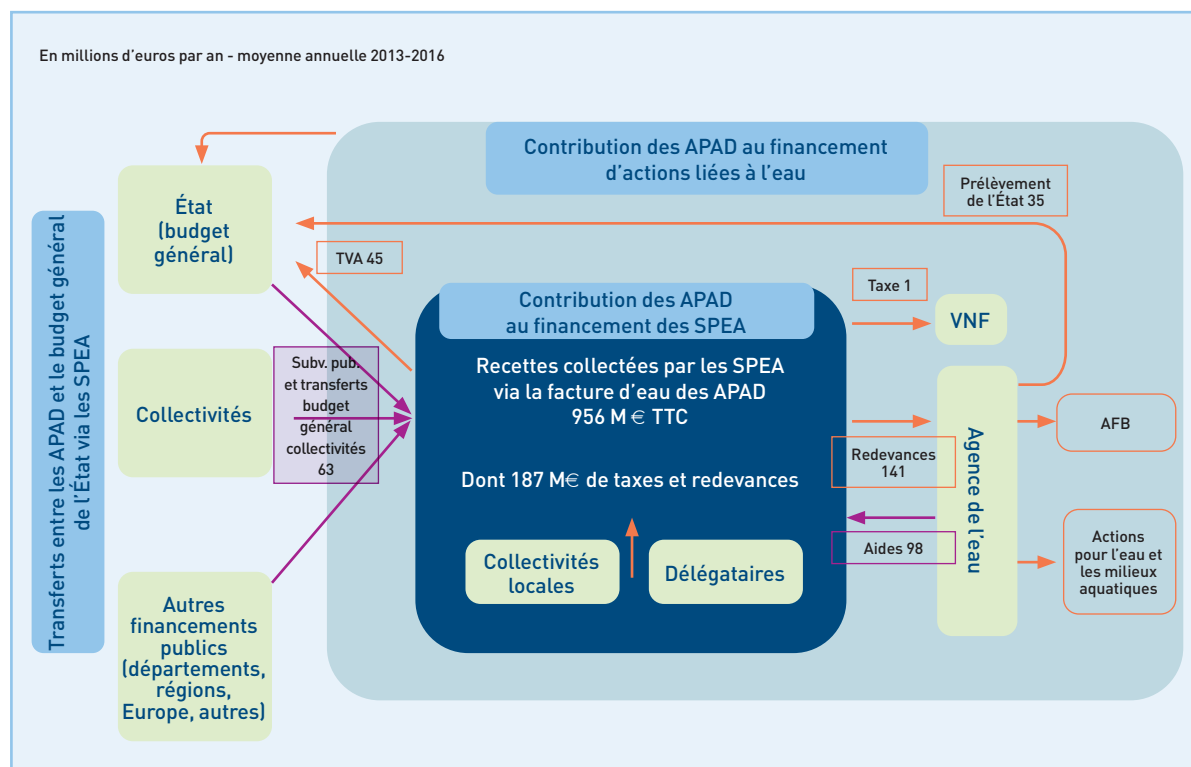 En millions d'euros par an - moyenne annuelle 2013-2016
Contribution des APAD au financement
d'actions liées à l'eau
Prélèvement
de l'État 35
État
(budget
général)
TVA 45
Taxe 1
VNF
Transferts entre les APAD et le budget général
de l'État via les SPEA
Contribution des APAD
au financement des SPEA
Collectivités
Subv. pub.
et transferts
budget
général
collectivités
63
Recettes collectées par les SPEA
via la facture d'eau des APAD
956 M € TTC
Dont 187 M€ de taxes et redevances
Collectivités
locales
Délégataires
Redevances
141
Aides 98
Agence de l'eau
AFB
Actions
pour l'eau et
les milieux
aquatiques
Autres
financements
publics
(départements,
régions,
Europe, autres)